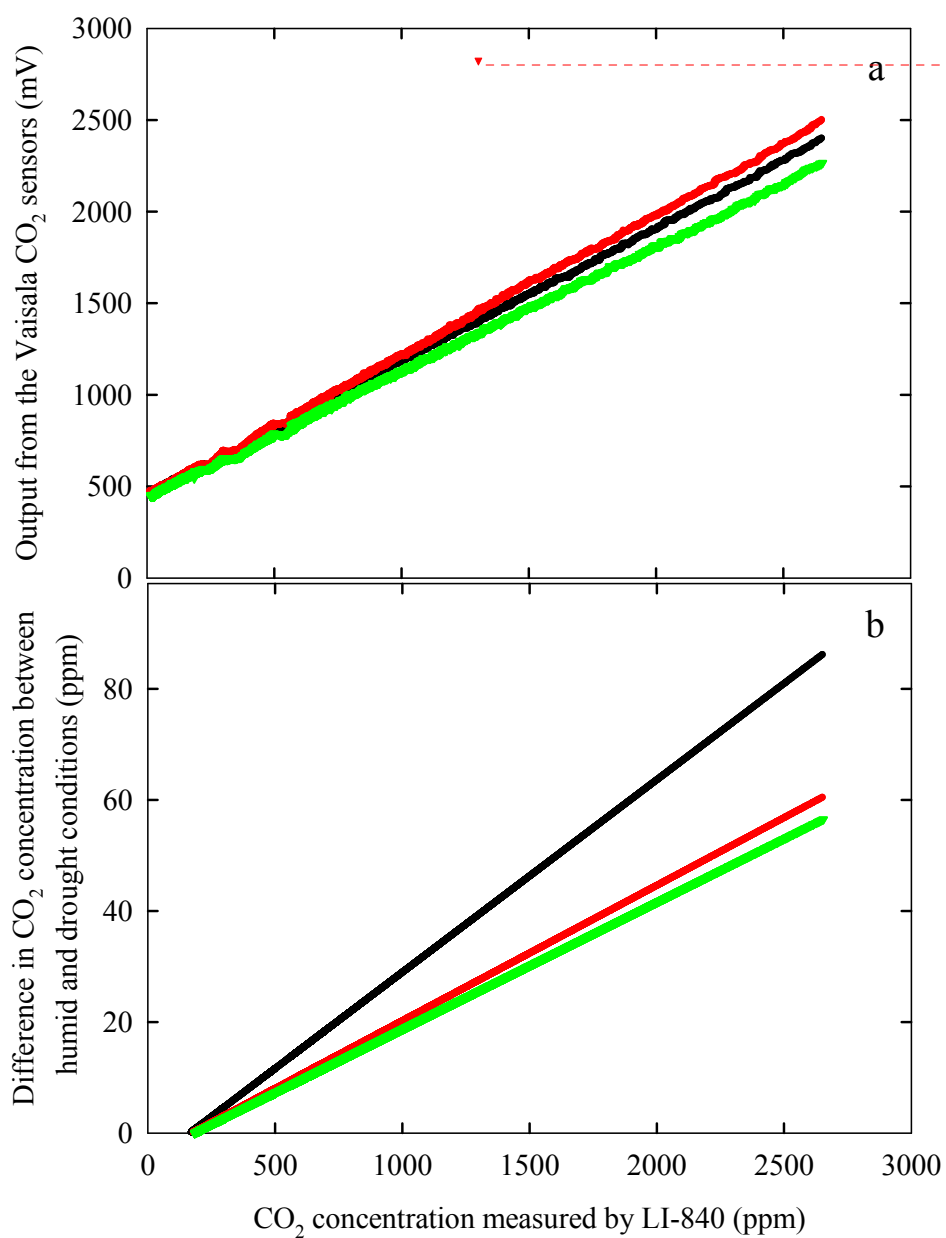 3000
2500
2000
1500
1000
500
0
Output from the Vaisala CO₂ sensors (mV)
a
80
60
40
20
0
Difference in CO₂ concentration between
humid and drought conditions (ppm)
b
0 500 1000 1500 2000 2500 3000
CO₂ concentration measured by LI-840 (ppm)